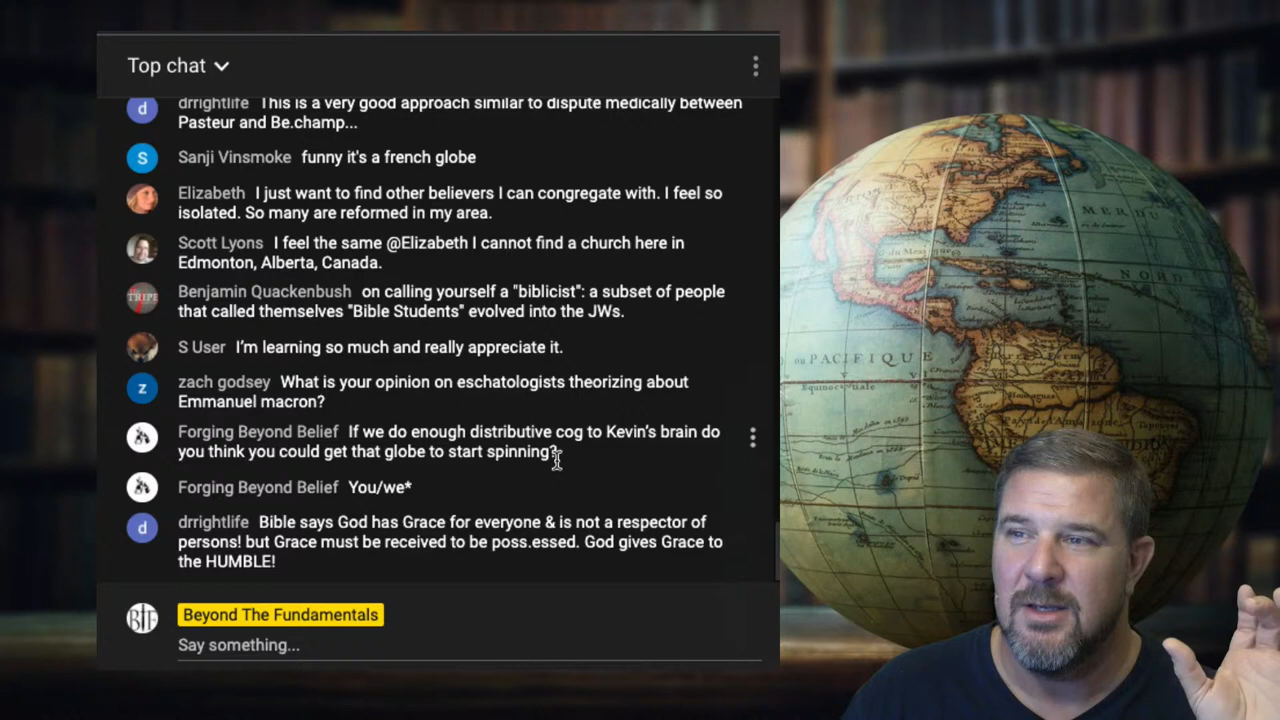 Top chat
drrightlife This is a very good approach similar to dispute medically between
Pasteur and Be.champ...
Sanji Vinsmoke funny it's a french globe
Elizabeth I just want to find other believers I can congregate with. I feel so
isolated. So many are reformed in my area.
Scott Lyons I feel the same @Elizabeth I cannot find a church here in
Edmonton, Alberta, Canada.
Benjamin Quackenbush on calling yourself a "biblicist": a subset of people
that called themselves "Bible Students" evolved into the JWs.
S User I'm learning so much and really appreciate it.
zach godsey What is your opinion on eschatologists theorizing about
Emmanuel macron?
Forging Beyond Belief If we do enough distributive cog to Kevin's brain do
you think you could get that globe to start spinning?
Forging Beyond Belief You/we*
drrightlife Bible says God has Grace for everyone & is not a respector of
persons! but Grace must be received to be poss.essed. God gives Grace to
the HUMBLE!
Beyond The Fundamentals
Say something...
d
S
TRIPE
z
d
BTF
MER DU
NORD
ou PACIFIQUE